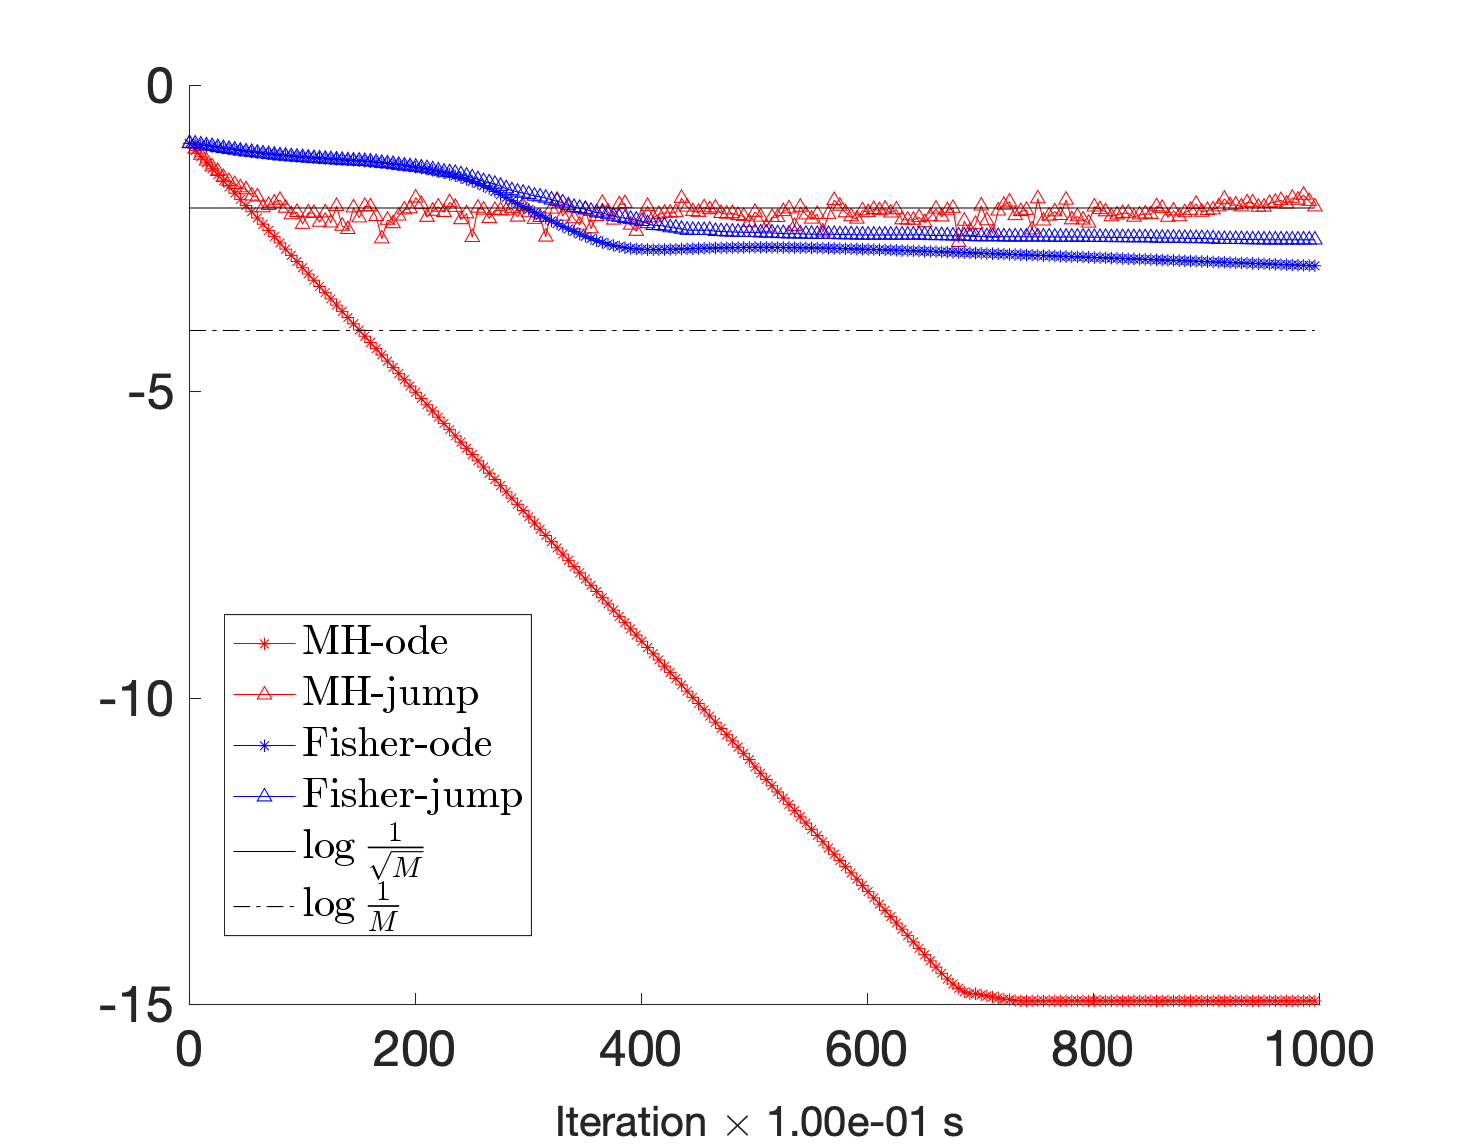 0
-5
-10
-15
MH-ode
MH-jump
Fisher-ode
Fisher-jump
log 1/√M
log 1/M
0 200 400 600 800 1000
Iteration × 1.00e-01 s